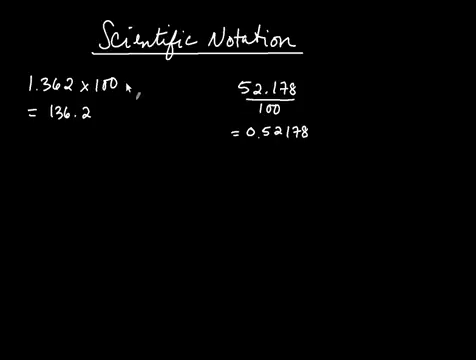 Scientific Notation
1.362 x 100
= 136.2
52.178
100
= 0.52178